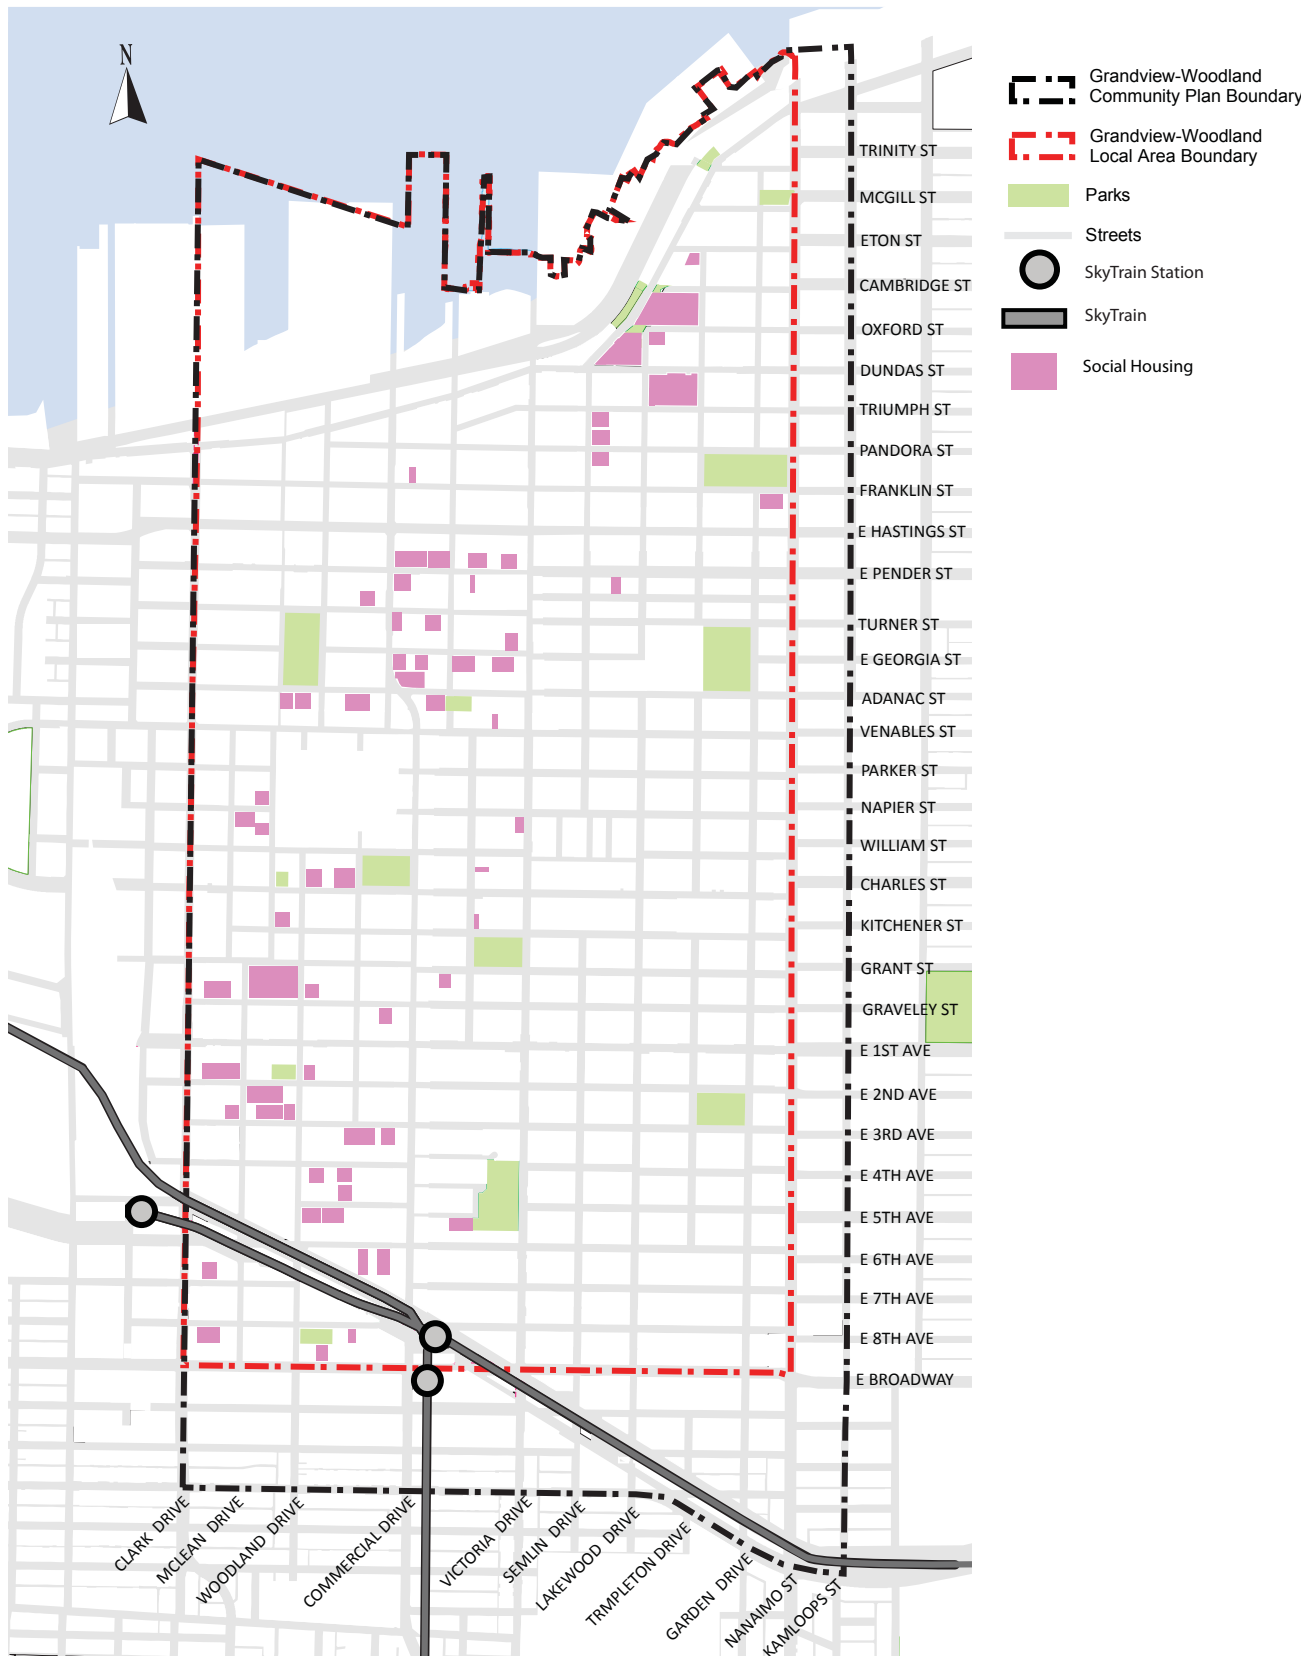 N
Grandview-Woodland
Community Plan Boundary
Grandview-Woodland
Local Area Boundary
Parks
Streets
SkyTrain Station
SkyTrain
Social Housing
TRINITY ST
MCGILL ST
ETON ST
CAMBRIDGE ST
OXFORD ST
DUNDAS ST
TRIUMPH ST
PANDORA ST
FRANKLIN ST
E HASTINGS ST
E PENDER ST
TURNER ST
E GEORGIA ST
ADANAC ST
VENABLES ST
PARKER ST
NAPIER ST
WILLIAM ST
CHARLES ST
KITCHENER ST
GRANT ST
GRAVELEY ST
E 1ST AVE
E 2ND AVE
E 3RD AVE
E 4TH AVE
E 5TH AVE
E 6TH AVE
E 7TH AVE
E 8TH AVE
E BROADWAY
CLARK DRIVE
MCLEAN DRIVE
WOODLAND DRIVE
COMMERCIAL DRIVE
VICTORIA DRIVE
SEMLIN DRIVE
LAKEWOOD DRIVE
TRMPLETON DRIVE
GARDEN DRIVE
NANAIMO ST
KAMLOOPS ST